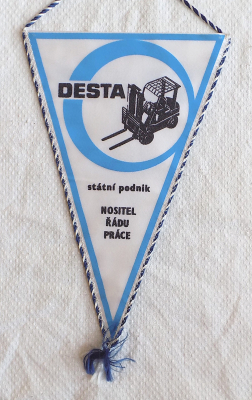 DESTA
státní podnik
NOSITEL
ŘÁDU
PRÁCE